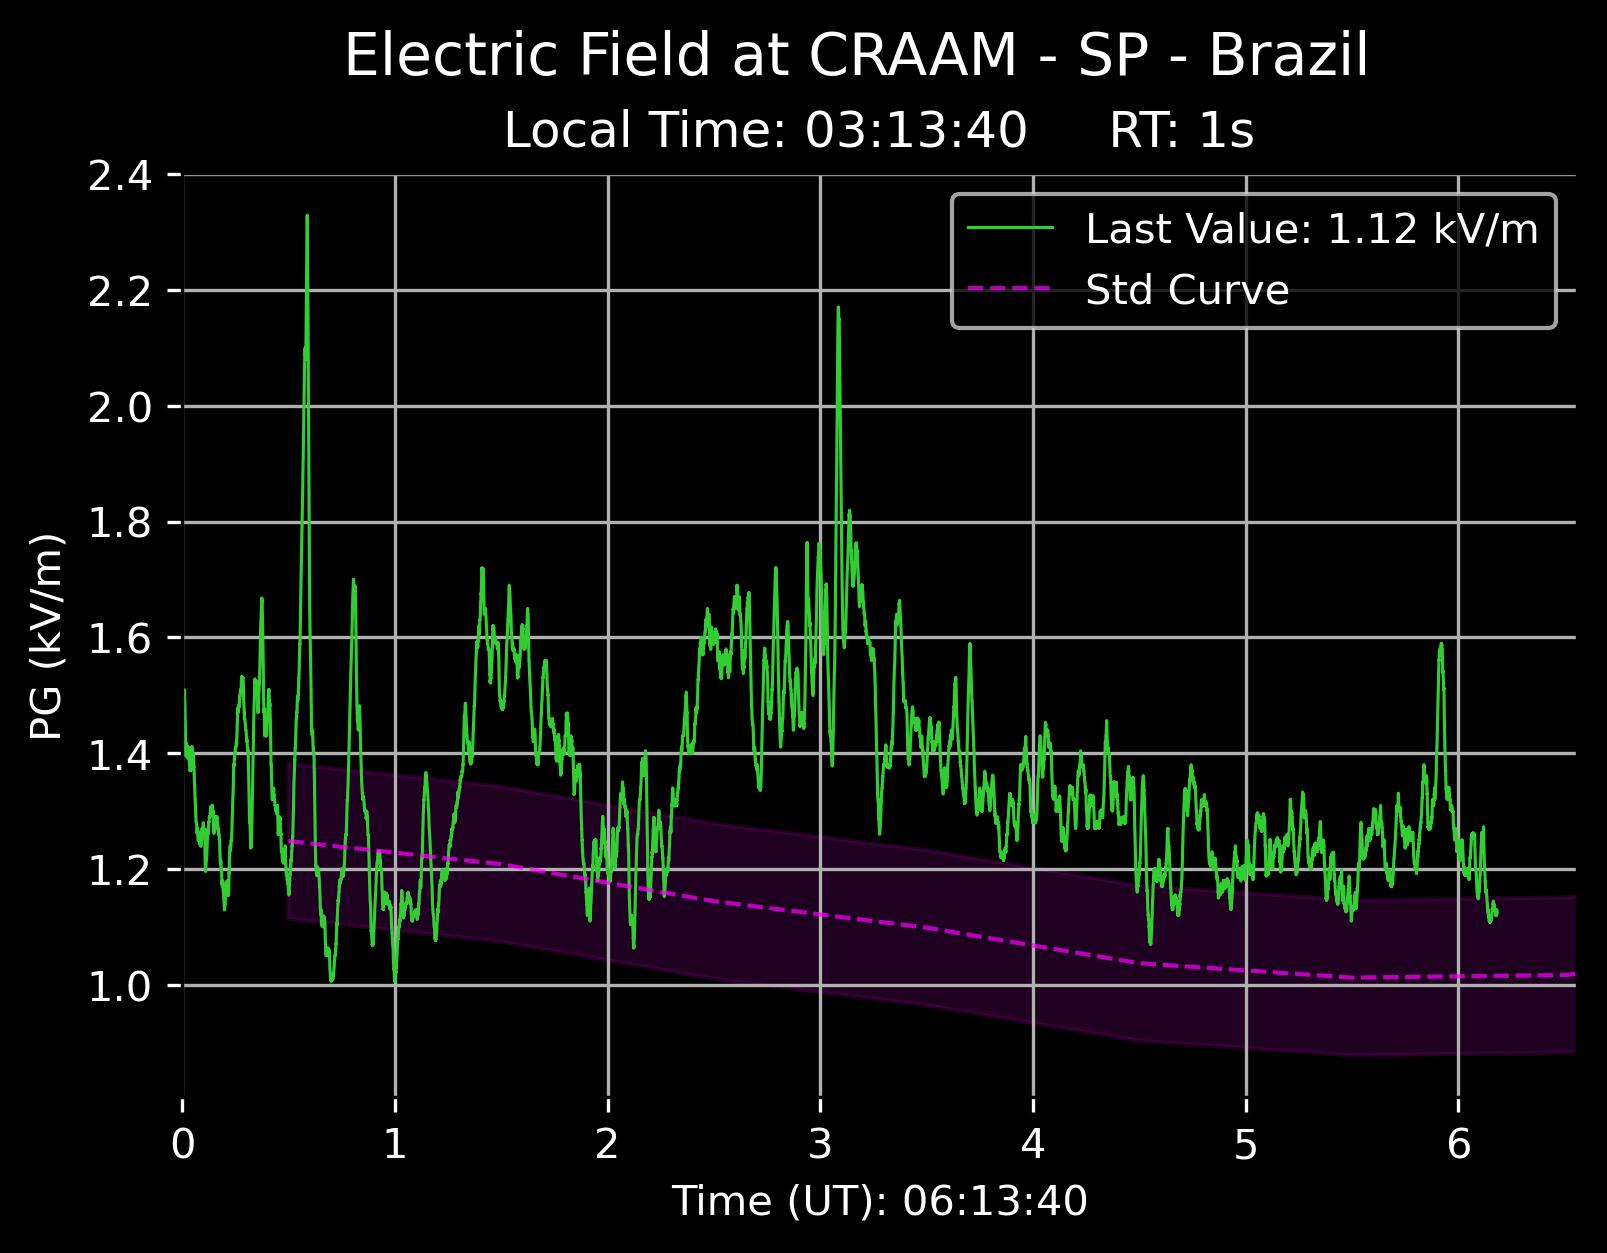 Electric Field at CRAAM - SP - Brazil
Local Time: 03:13:40 RT: 1s
Last Value: 1.12 kV/m
Std Curve
PG (kV/m)
2.4
2.2
2.0
1.8
1.6
1.4
1.2
1.0
0 1 2 3 4 5 6
Time (UT): 06:13:40